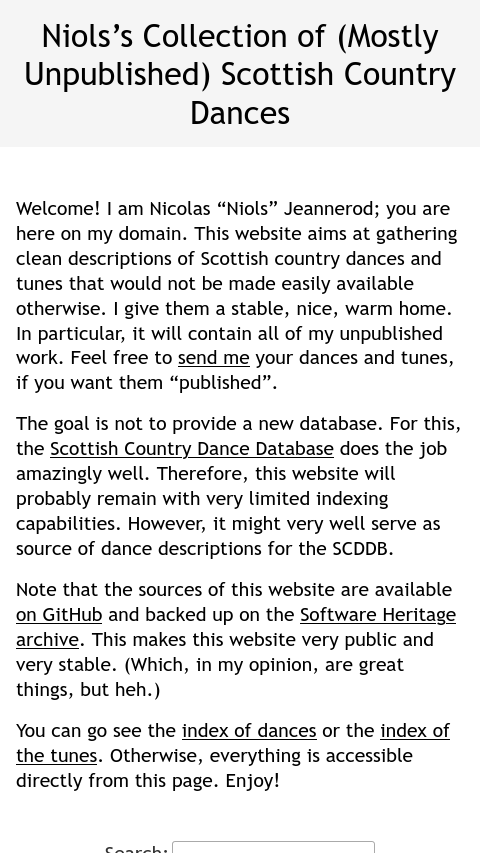 Niols’s Collection of (Mostly
Unpublished) Scottish Country
Dances
Welcome! I am Nicolas “Niols” Jeannerod; you are
here on my domain. This website aims at gathering
clean descriptions of Scottish country dances and
tunes that would not be made easily available
otherwise. I give them a stable, nice, warm home.
In particular, it will contain all of my unpublished
work. Feel free to send me your dances and tunes,
if you want them “published”.
The goal is not to provide a new database. For this,
the Scottish Country Dance Database does the job
amazingly well. Therefore, this website will
probably remain with very limited indexing
capabilities. However, it might very well serve as
source of dance descriptions for the SCDDB.
Note that the sources of this website are available
on GitHub and backed up on the Software Heritage
archive. This makes this website very public and
very stable. (Which, in my opinion, are great
things, but heh.)
You can go see the index of dances or the index of
the tunes. Otherwise, everything is accessible
directly from this page. Enjoy!
Search: